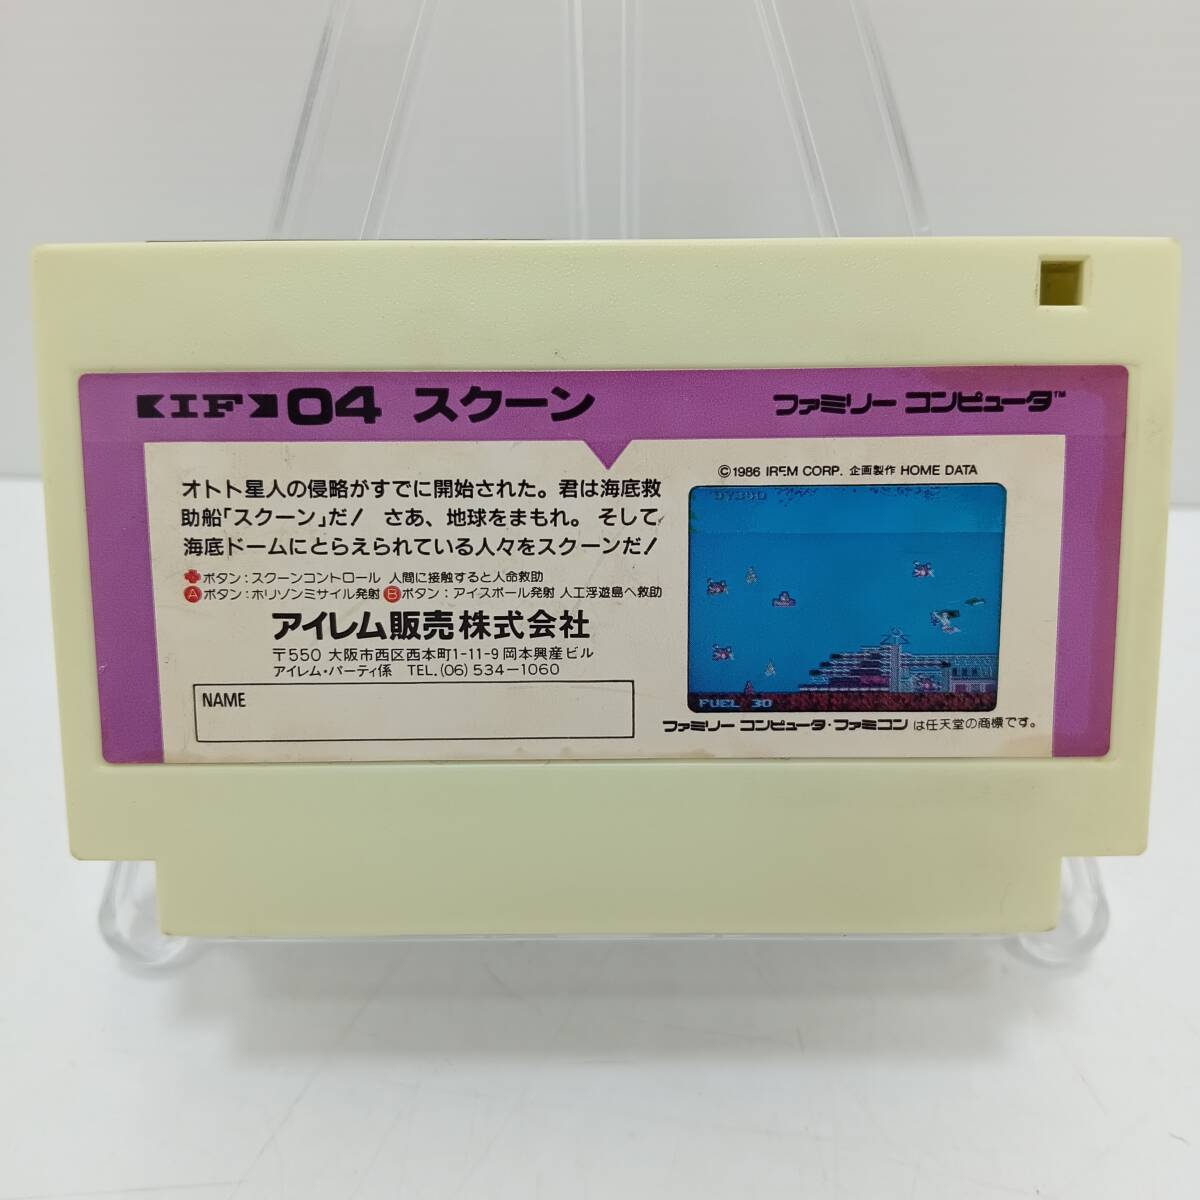 IF 04 スクーン
ファミリー コンピュータ™
オトト星人の侵略がすでに開始された。君は海底救
助船「スクーン」だ! さあ、地球をまもれ。そして
海底ドームにとらえられている人々をスクーンだ!
ボタン:スクーンコントロール 人間に接触すると人命救助
Aボタン:ホリゾンミサイル発射 Bボタン:アイスボール発射 人工浮遊島へ救助
アイレム販売株式会社
〒550 大阪市西区西本町1-11-9岡本興産ビル
アイレム・パーティ係 TEL.(06)534-1060
NAME
©1986 IREM CORP. 企画製作 HOME DATA
FUEL 30
ファミリー コンピュータ・ファミコン は任天堂の商標です。